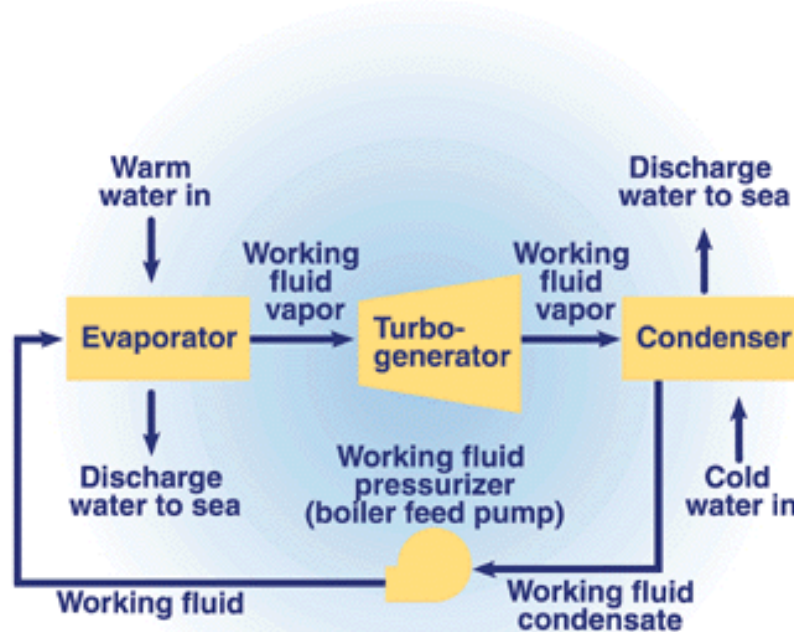 Warm
water in
Discharge
water to sea
Working
fluid
vapor
Working
fluid
vapor
Evaporator
Turbo-
generator
Condenser
Discharge
water to sea
Working fluid
pressurizer
(boiler feed pump)
Cold
water in
Working fluid
Working fluid
condensate